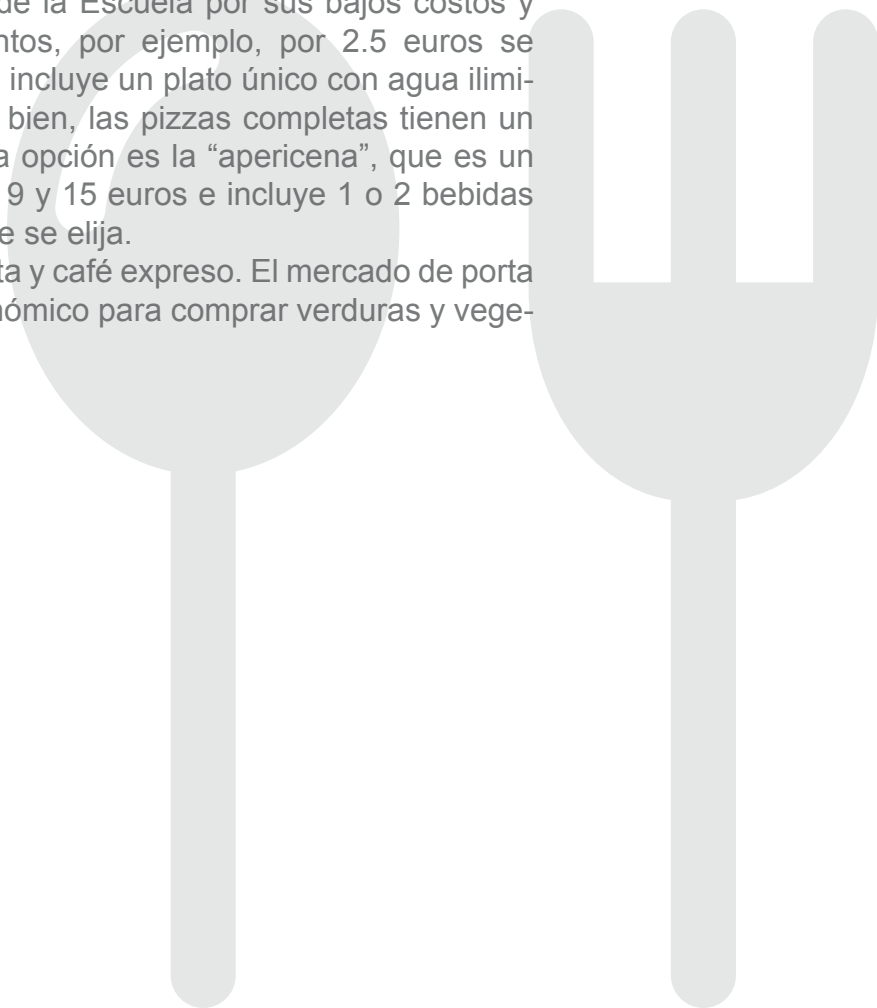 de la Escuela por sus bajos costos y
ntos, por ejemplo, por 2.5 euros se
incluye un plato único con agua ilimi-
bien, las pizzas completas tienen un
a opción es la “apericena”, que es un
9 y 15 euros e incluye 1 o 2 bebidas
e se elija.
ta y café expreso. El mercado de porta
nómico para comprar verduras y vege-